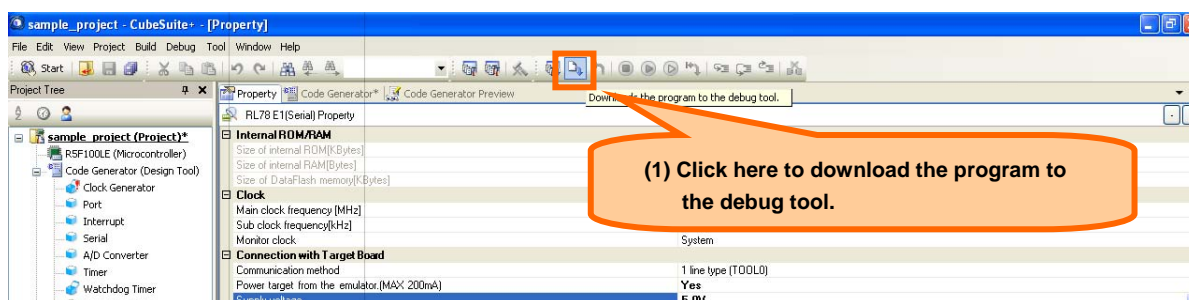 sample_project - CubeSuite+ - [Property]
File Edit View Project Build Debug Tool Window Help
Start
Project Tree
Property Code Generator* Code Generator Preview
Downloads the program to the debug tool.
RL78 E1(Serial) Property
sample_project (Project)*
R5F100LE (Microcontroller)
Code Generator (Design Tool)
Clock Generator
Port
Interrupt
Serial
A/D Converter
Timer
Watchdog Timer
Internal ROM/RAM
Size of internal ROM[KBytes]
Size of internal RAM[Bytes]
Size of DataFlash memory[KBytes]
Clock
Main clock frequency [MHz]
Sub clock frequency[kHz]
Monitor clock System
Connection with Target Board
Communication method 1 line type (TOOL0)
Power target from the emulator.(MAX 200mA) Yes
Supply voltage 5.0V
(1) Click here to download the program to
the debug tool.